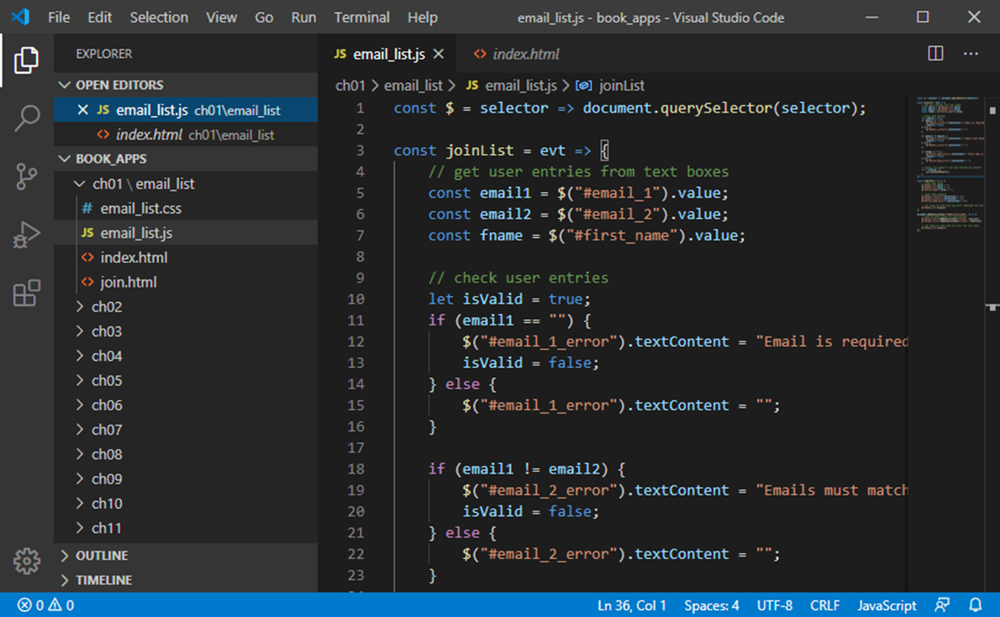 File Edit Selection View Go Run Terminal Help email_list.js - book_apps - Visual Studio Code
EXPLORER
OPEN EDITORS
JS email_list.js ch01\email_list
<> index.html ch01\email_list
BOOK_APPS
ch01 \ email_list
# email_list.css
JS email_list.js
<> index.html
<> join.html
ch02
ch03
ch04
ch05
ch06
ch07
ch08
ch09
ch10
ch11
OUTLINE
TIMELINE
JS email_list.js <> index.html
ch01 > email_list > JS email_list.js > joinList
1 const $ = selector => document.querySelector(selector);
2
3 const joinList = evt => {
4 // get user entries from text boxes
5 const email1 = $("#email_1").value;
6 const email2 = $("#email_2").value;
7 const fname = $("#first_name").value;
8
9 // check user entries
10 let isValid = true;
11 if (email1 == "") {
12 $("#email_1_error").textContent = "Email is required
13 isValid = false;
14 } else {
15 $("#email_1_error").textContent = "";
16 }
17
18 if (email1 != email2) {
19 $("#email_2_error").textContent = "Emails must match
20 isValid = false;
21 } else {
22 $("#email_2_error").textContent = "";
23 }
0 0 Ln 36, Col 1 Spaces: 4 UTF-8 CRLF JavaScript